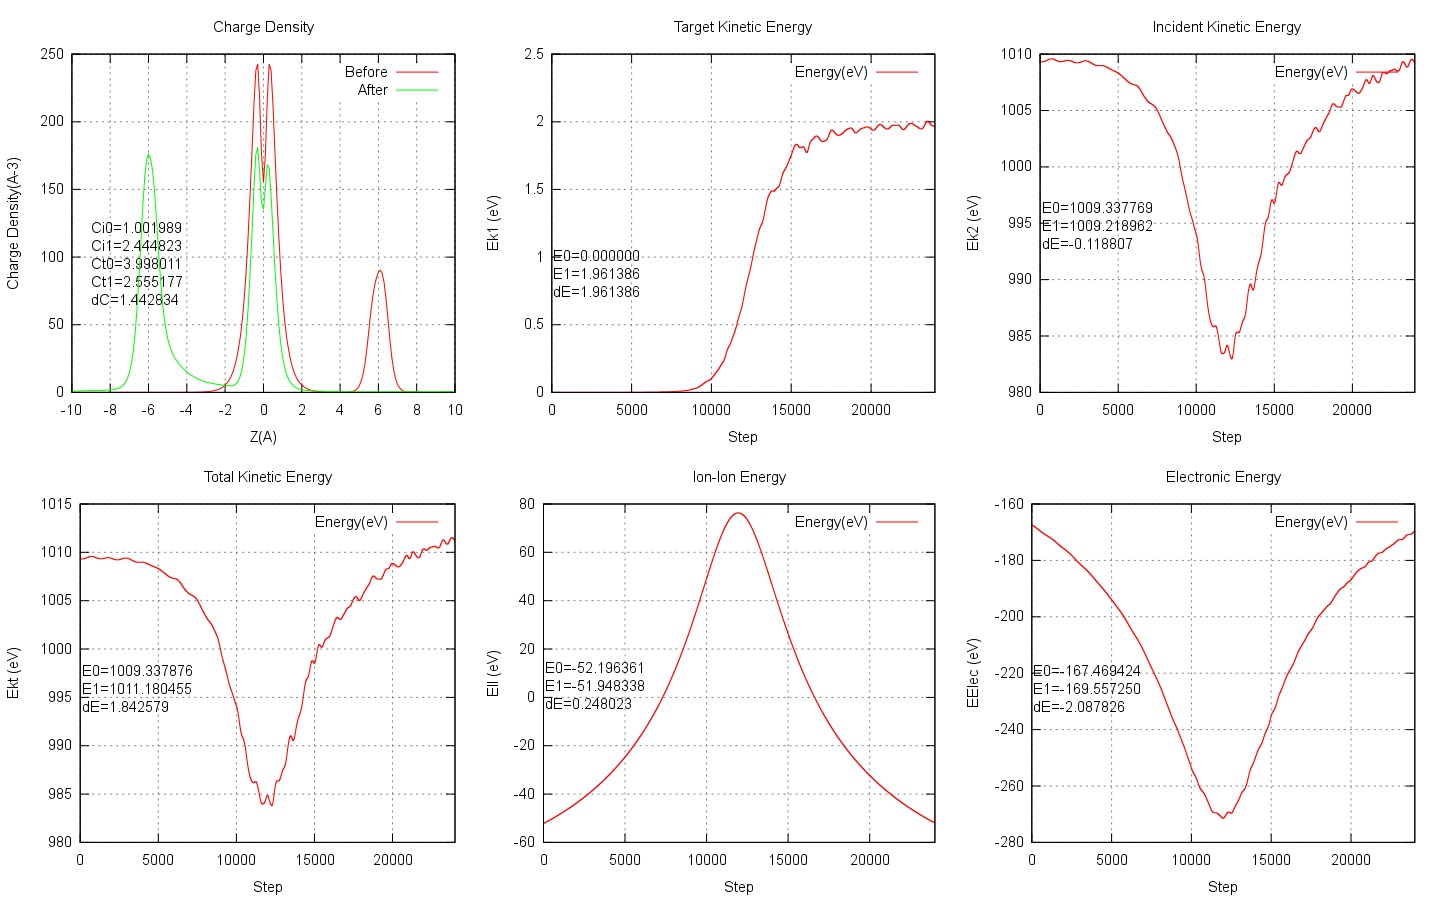 Charge Density
250
200
150
100
50
0
-10 -8 -6 -4 -2 0 2 4 6 8 10
Charge Density(A-3)
Z(A)
Before
After
Ci0=1.001989
Ci1=2.444823
Ct0=3.998011
Ct1=2.555177
dC=1.442834
Target Kinetic Energy
2.5
2
1.5
1
0.5
0
0 5000 10000 15000 20000
Ek1 (eV)
Step
Energy(eV)
E0=0.000000
E1=1.961386
dE=1.961386
Incident Kinetic Energy
1010
1005
1000
995
990
985
980
0 5000 10000 15000 20000
Ek2 (eV)
Step
Energy(eV)
E0=1009.337769
E1=1009.218962
dE=-0.118807
Total Kinetic Energy
1015
1010
1005
1000
995
990
985
980
0 5000 10000 15000 20000
Ekt (eV)
Step
Energy(eV)
E0=1009.337876
E1=1011.180455
dE=1.842579
Ion-Ion Energy
80
60
40
20
0
-20
-40
-60
0 5000 10000 15000 20000
EII (eV)
Step
Energy(eV)
E0=-52.196361
E1=-51.948338
dE=0.248023
Electronic Energy
-160
-180
-200
-220
-240
-260
-280
0 5000 10000 15000 20000
EElec (eV)
Step
Energy(eV)
E0=-167.469424
E1=-169.557250
dE=-2.087826